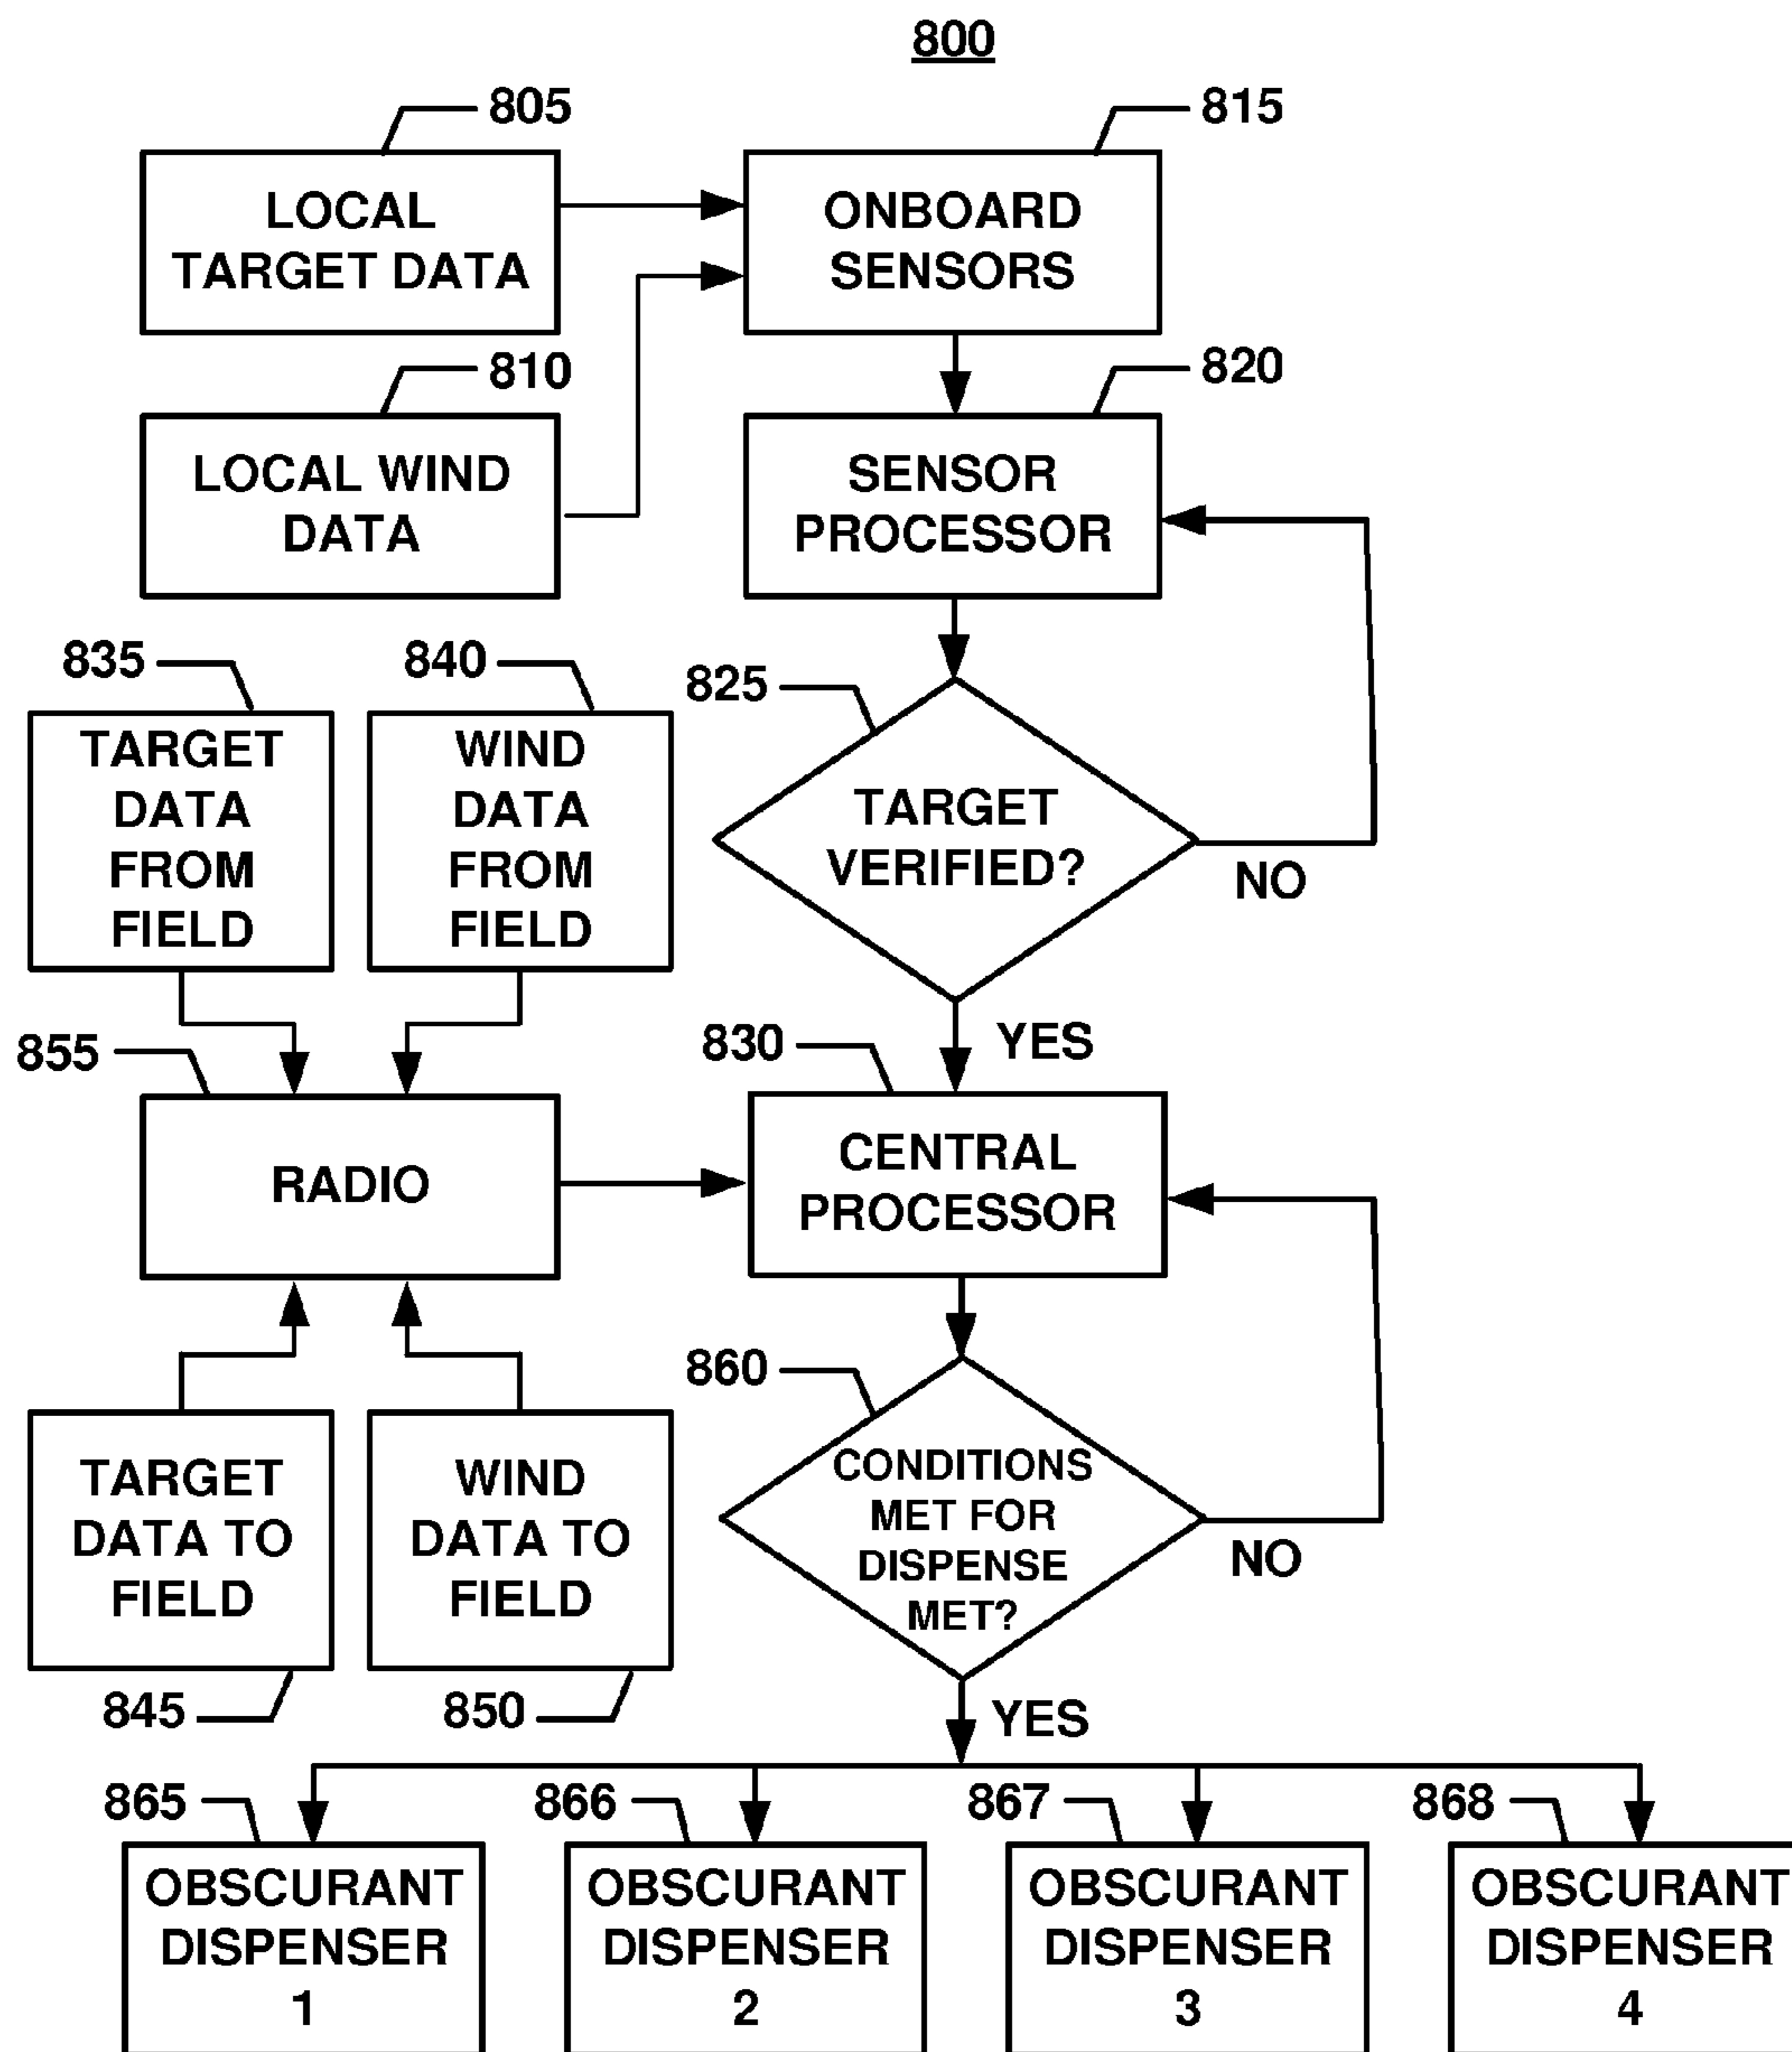 800
805
815
LOCAL
TARGET DATA
ONBOARD
SENSORS
810
820
LOCAL WIND
DATA
SENSOR
PROCESSOR
835
840
825
TARGET
DATA
FROM
FIELD
WIND
DATA
FROM
FIELD
TARGET
VERIFIED?
NO
YES
855
830
RADIO
CENTRAL
PROCESSOR
860
TARGET
DATA TO
FIELD
WIND
DATA TO
FIELD
CONDITIONS
MET FOR
DISPENSE
MET?
NO
845
850
YES
865
866
867
868
OBSCURANT
DISPENSER
1
OBSCURANT
DISPENSER
2
OBSCURANT
DISPENSER
3
OBSCURANT
DISPENSER
4